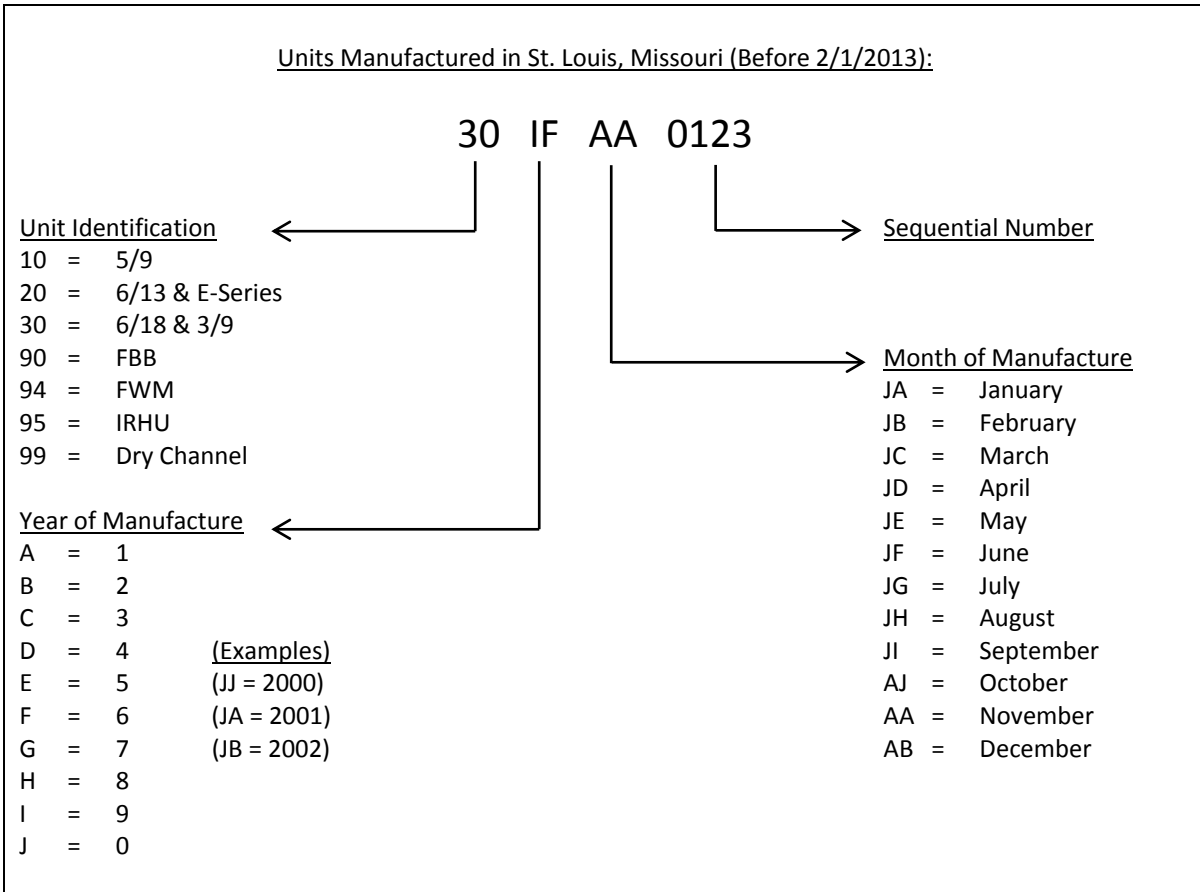 Units Manufactured in St. Louis, Missouri (Before 2/1/2013):
30 IF AA 0123
Unit Identification
10 = 5/9
20 = 6/13 & E-Series
30 = 6/18 & 3/9
90 = FBB
94 = FWM
95 = IRHU
99 = Dry Channel
Year of Manufacture
A = 1
B = 2
C = 3
D = 4 (Examples)
E = 5 (JJ = 2000)
F = 6 (JA = 2001)
G = 7 (JB = 2002)
H = 8
I = 9
J = 0
Sequential Number
Month of Manufacture
JA = January
JB = February
JC = March
JD = April
JE = May
JF = June
JG = July
JH = August
JI = September
AJ = October
AA = November
AB = December